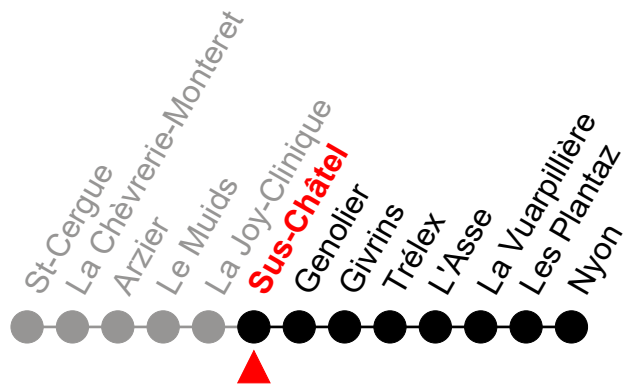 St-Cergue
La Chèvrerie-Monteret
Arzier
Le Muids
La Joy-Clinique
Sus-Châtel
Genolier
Givrins
Trélex
L'Asse
La Vuarpillière
Les Plantaz
Nyon